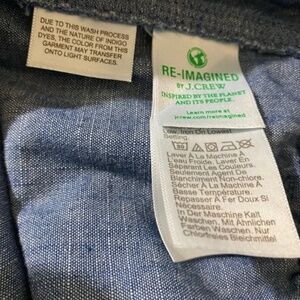 DUE TO THIS WASH PROCESS
AND THE NATURE OF INDIGO
DYES, THE COLOR FROM THIS
GARMENT MAY TRANSFER
ONTO LIGHT SURFACES.
RE-IMAGINED
BY J.CREW
INSPIRED BY THE PLANET
AND ITS PEOPLE.
Learn more at
jcrew.com/reimagined
Low, Iron On Lowest
Setting.
Laver À La Machine À
L'eau Froide. Laver En
Séparant Les Couleurs.
Seulement Agent De
Blanchiment Non-chlore.
Sécher À La Machine À
Basse Température.
Repasser À Fer Doux Si
Nécessaire.
In Der Maschine Kalt
Waschen. Mit Ähnlichen
Farben Waschen. Nur
Chlorfreies Bleichmittel